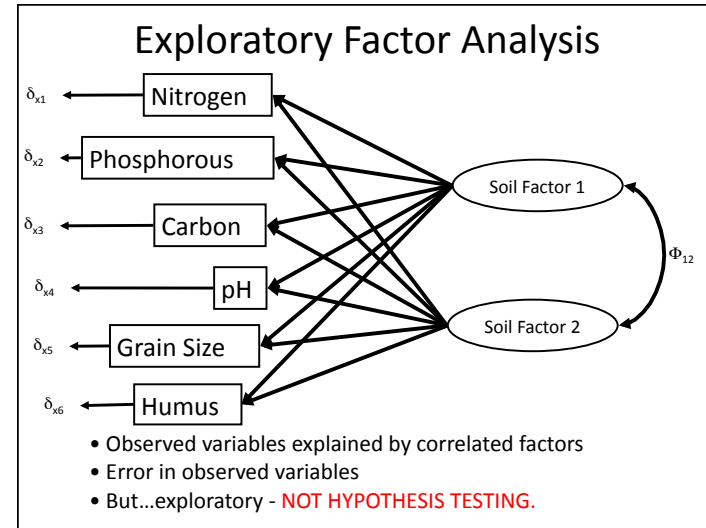 Exploratory Factor Analysis
δx1
Nitrogen
δx2
Phosphorous
Soil Factor 1
δx3
Carbon
Φ12
δx4
pH
Soil Factor 2
δx5
Grain Size
δx6
Humus
• Observed variables explained by correlated factors
• Error in observed variables
• But...exploratory - NOT HYPOTHESIS TESTING.